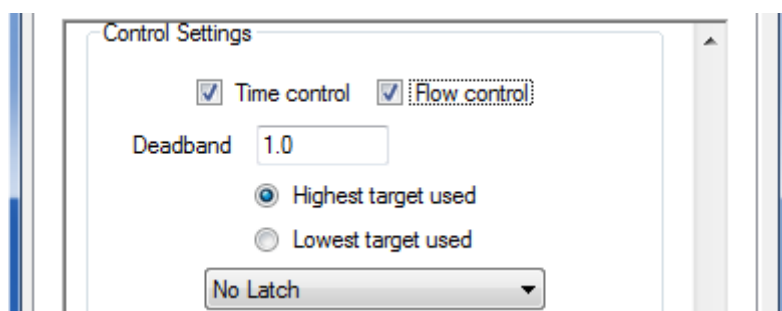 Control Settings
Time control Flow control
Deadband 1.0
Highest target used
Lowest target used
No Latch